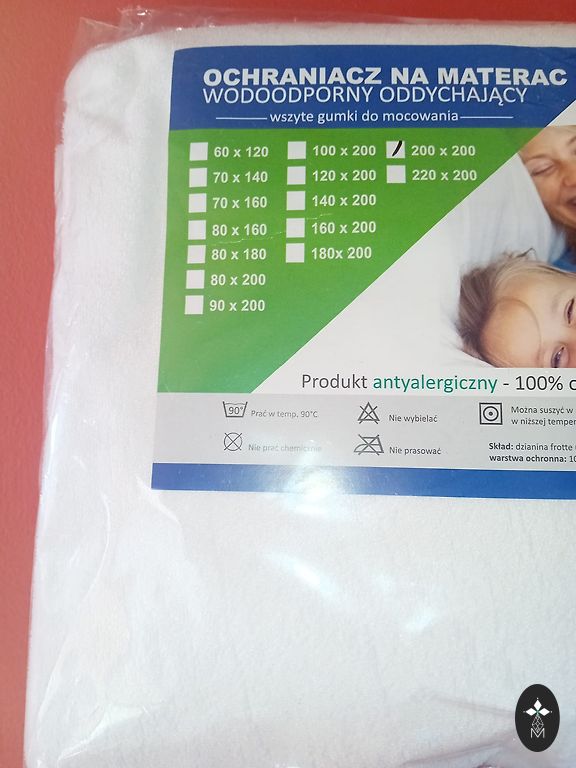 OCHRANIACZ NA MATERAC
WODOODPORNY ODDYCHAJĄCY
wszyte gumki do mocowania
60 x 120
70 x 140
70 x 160
80 x 160
80 x 180
80 x 200
90 x 200
100 x 200
120 x 200
140 x 200
160 x 200
180x 200
200 x 200
220 x 200
Produkt antyalergiczny - 100%
90°
Prać w temp. 90°C
Nie wybielać
Można suszyć w
w niższej
Nie prać chemicznie
Nie prasować
Skład: dzianina frotte
warstwa ochronna:
M